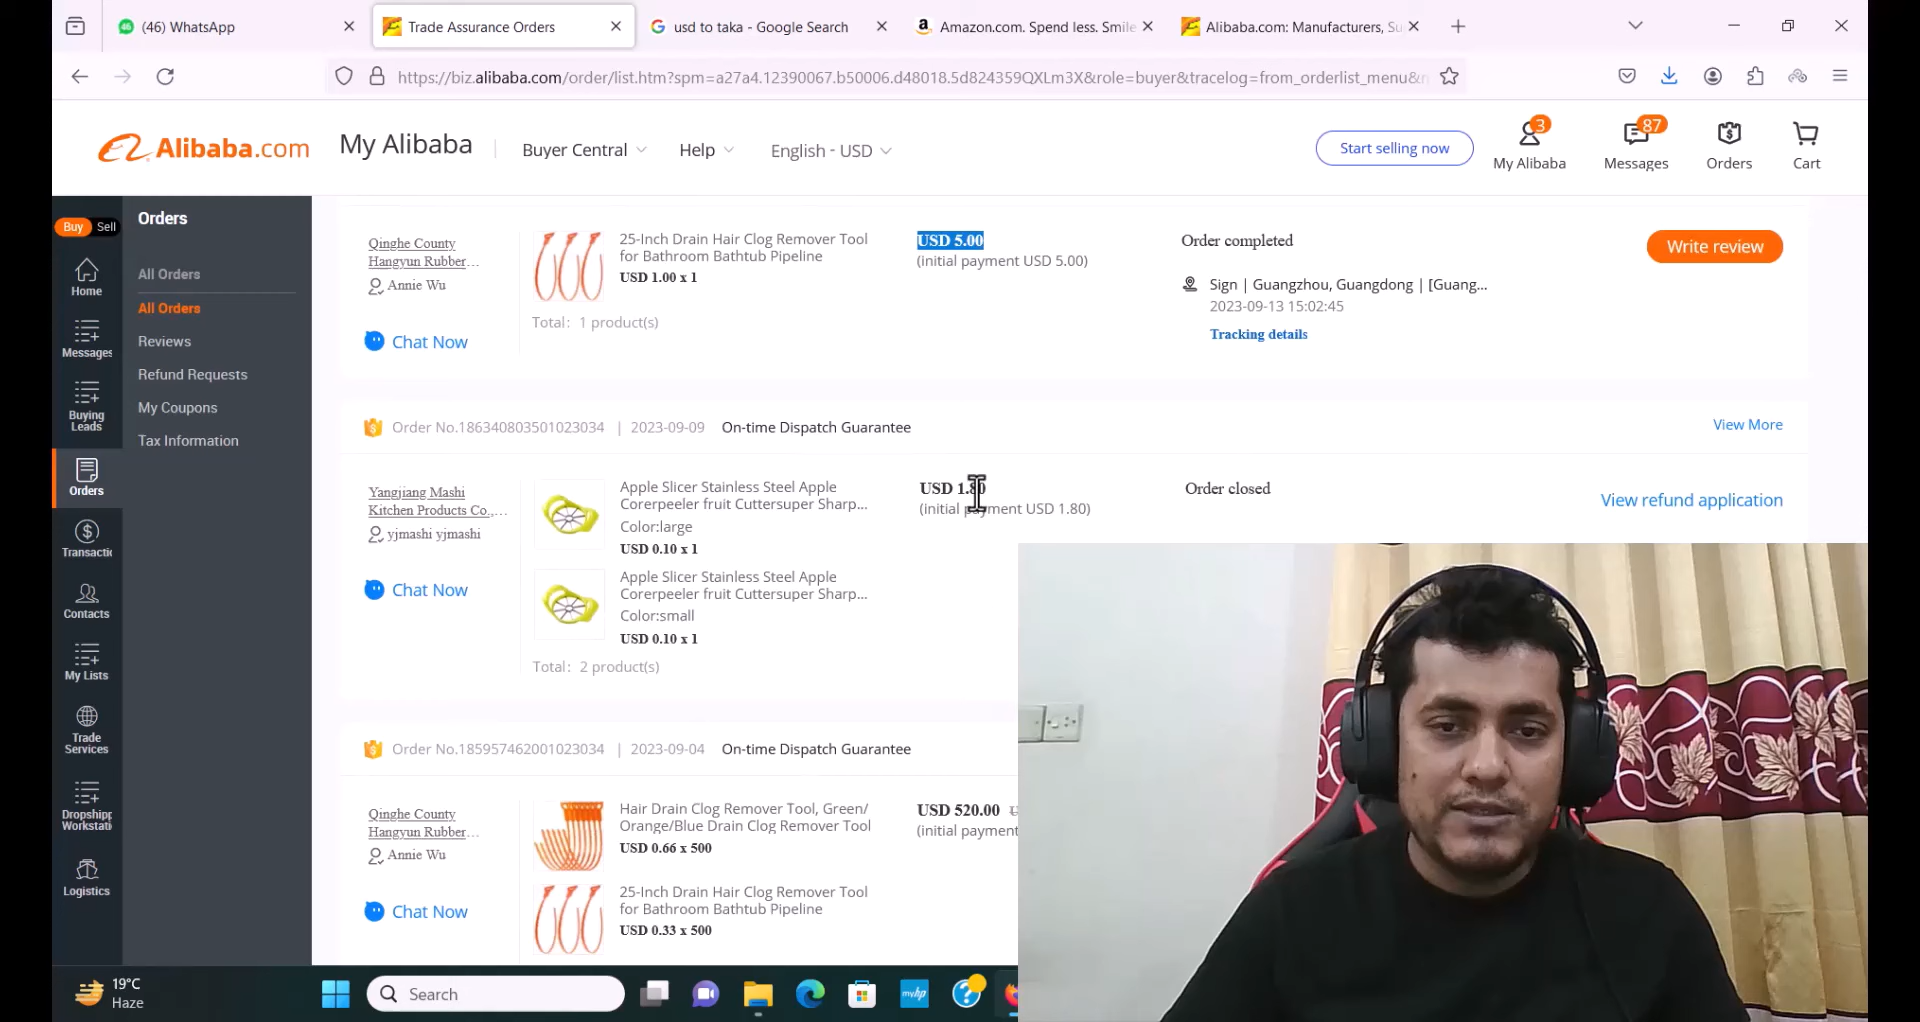 (46) WhatsApp
Trade Assurance Orders
usd to taka - Google Search
Amazon.com. Spend less. Smile
Alibaba.com: Manufacturers, Su
https://biz.alibaba.com/order/list.htm?spm=a27a4.12390067.b50006.d48018.5d824359QXLm3X&role=buyer&tracelog=from_orderlist_menu&
Alibaba.com
My Alibaba
Buyer Central
Help
English - USD
Start selling now
3
My Alibaba
87
Messages
Orders
Cart
Buy
Sell
Home
Messages
Buying
Leads
Orders
Transactic
Contacts
My Lists
Trade
Services
Dropshipp
Workstati
Logistics
Orders
All Orders
All Orders
Reviews
Refund Requests
My Coupons
Tax Information
Qinghe County
Hangyun Rubber...
Annie Wu
Chat Now
25-Inch Drain Hair Clog Remover Tool
for Bathroom Bathtub Pipeline
USD 1.00 x 1
Total: 1 product(s)
USD 5.00
(initial payment USD 5.00)
Order completed
Sign | Guangzhou, Guangdong | [Guang...
2023-09-13 15:02:45
Tracking details
Write review
Order No.186340803501023034 | 2023-09-09 On-time Dispatch Guarantee
View More
Yangjiang Mashi
Kitchen Products Co.,...
yjmashi yjmashi
Chat Now
Apple Slicer Stainless Steel Apple
Corerpeeler fruit Cuttersuper Sharp...
Color:large
USD 0.10 x 1
Apple Slicer Stainless Steel Apple
Corerpeeler fruit Cuttersuper Sharp...
Color:small
USD 0.10 x 1
Total: 2 product(s)
USD 1.80
(initial payment USD 1.80)
Order closed
View refund application
Order No.185957462001023034 | 2023-09-04 On-time Dispatch Guarantee
Qinghe County
Hangyun Rubber...
Annie Wu
Chat Now
Hair Drain Clog Remover Tool, Green/
Orange/Blue Drain Clog Remover Tool
USD 0.66 x 500
25-Inch Drain Hair Clog Remover Tool
for Bathroom Bathtub Pipeline
USD 0.33 x 500
USD 520.00
(initial payment
19°C
Haze
Search
myhp